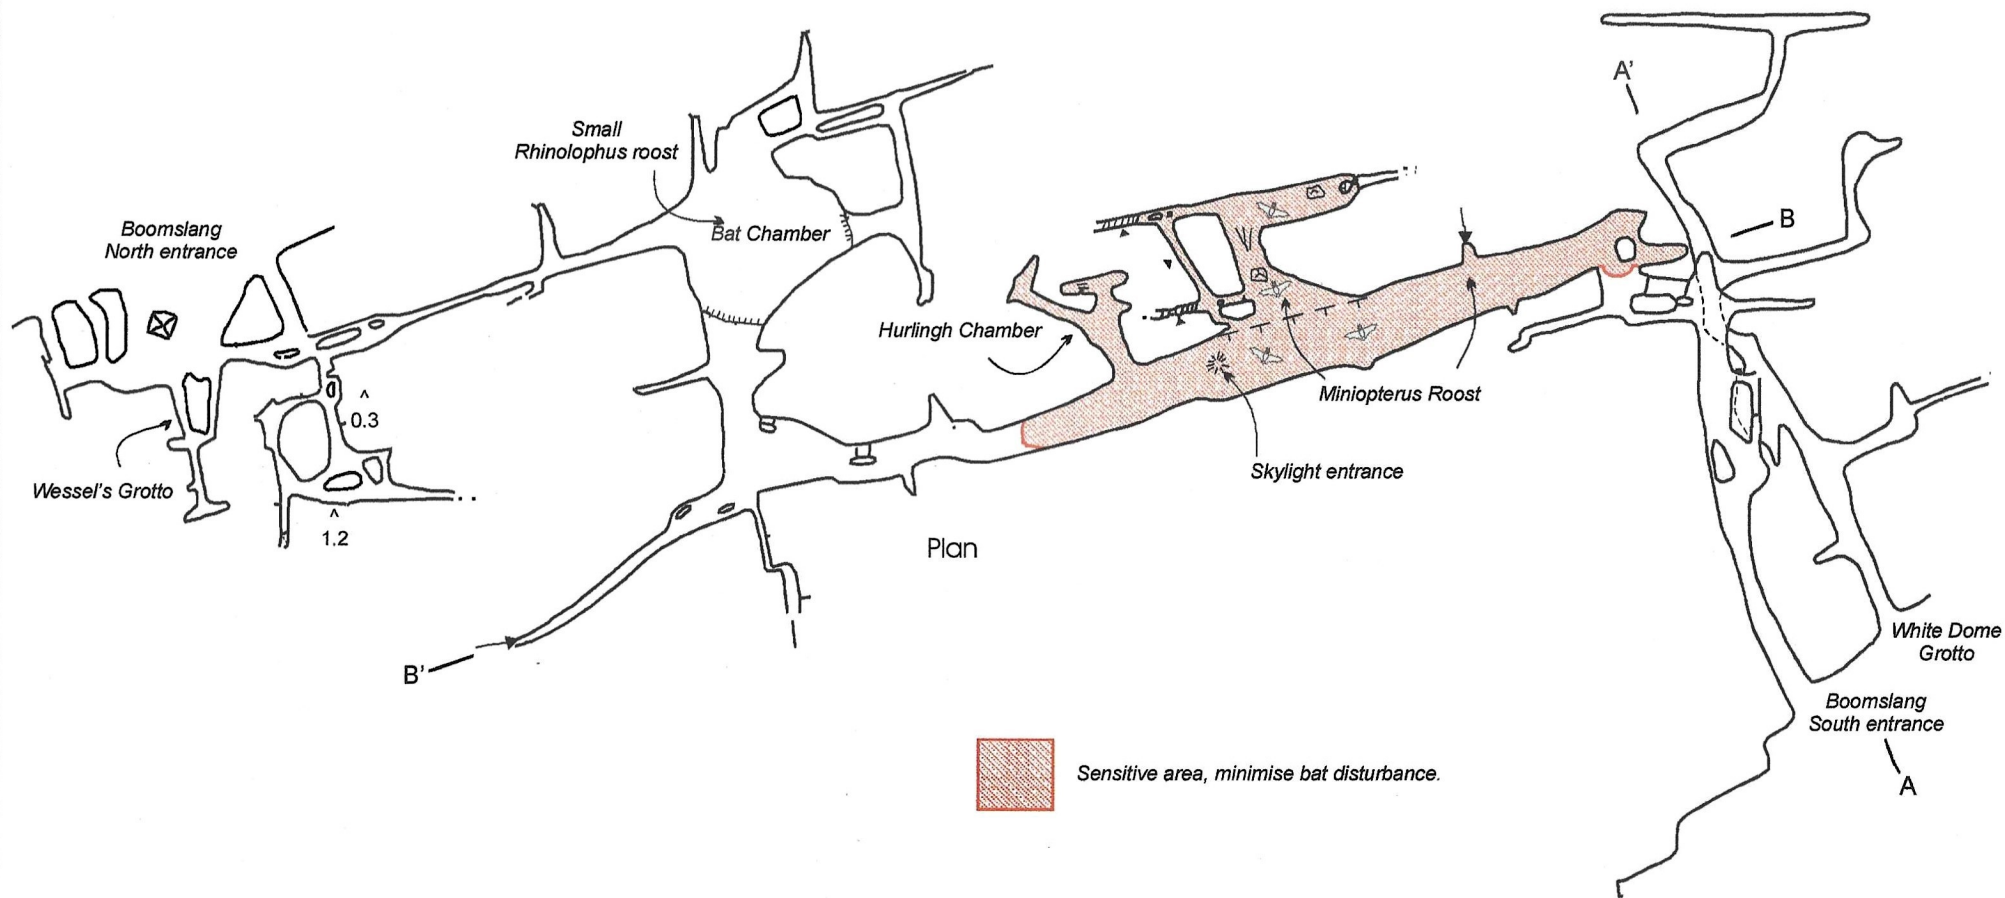 A'
Small
Rhinolophus roost
B
Boomslang
North entrance
Bat Chamber
Hurlingh Chamber
Miniopterus Roost
0.3
Skylight entrance
Wessel's Grotto
1.2
Plan
White Dome
Grotto
B'
Boomslang
South entrance
Sensitive area, minimise bat disturbance.
A